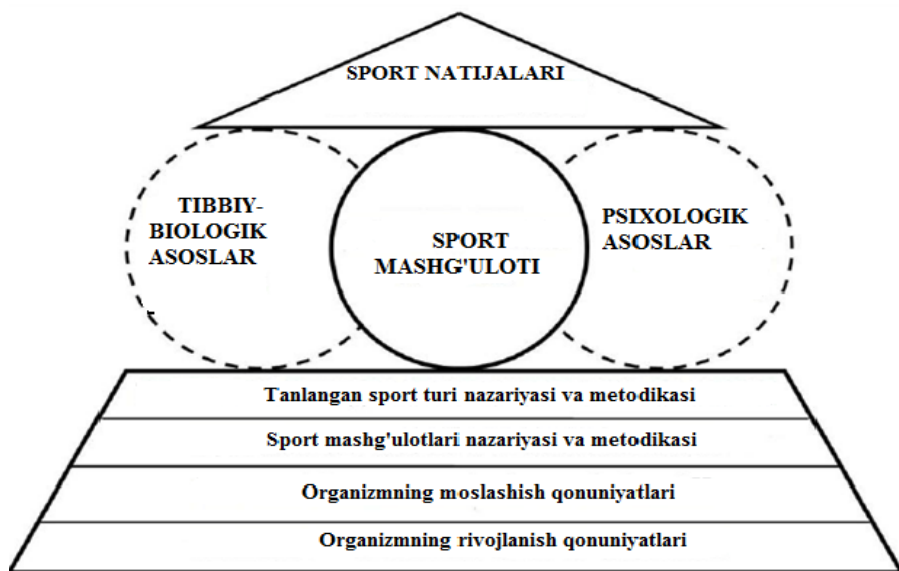 SPORT NATIJALARI
TIBBIY-
BIOLOGIK
ASOSLAR
SPORT
MASHG'ULOTI
PSIXOLOGIK
ASOSLAR
Tanlangan sport turi nazariyasi va metodikasi
Sport mashg'ulotlari nazariyasi va metodikasi
Organizmning moslashish qonuniyatlari
Organizmning rivojlanish qonuniyatlari